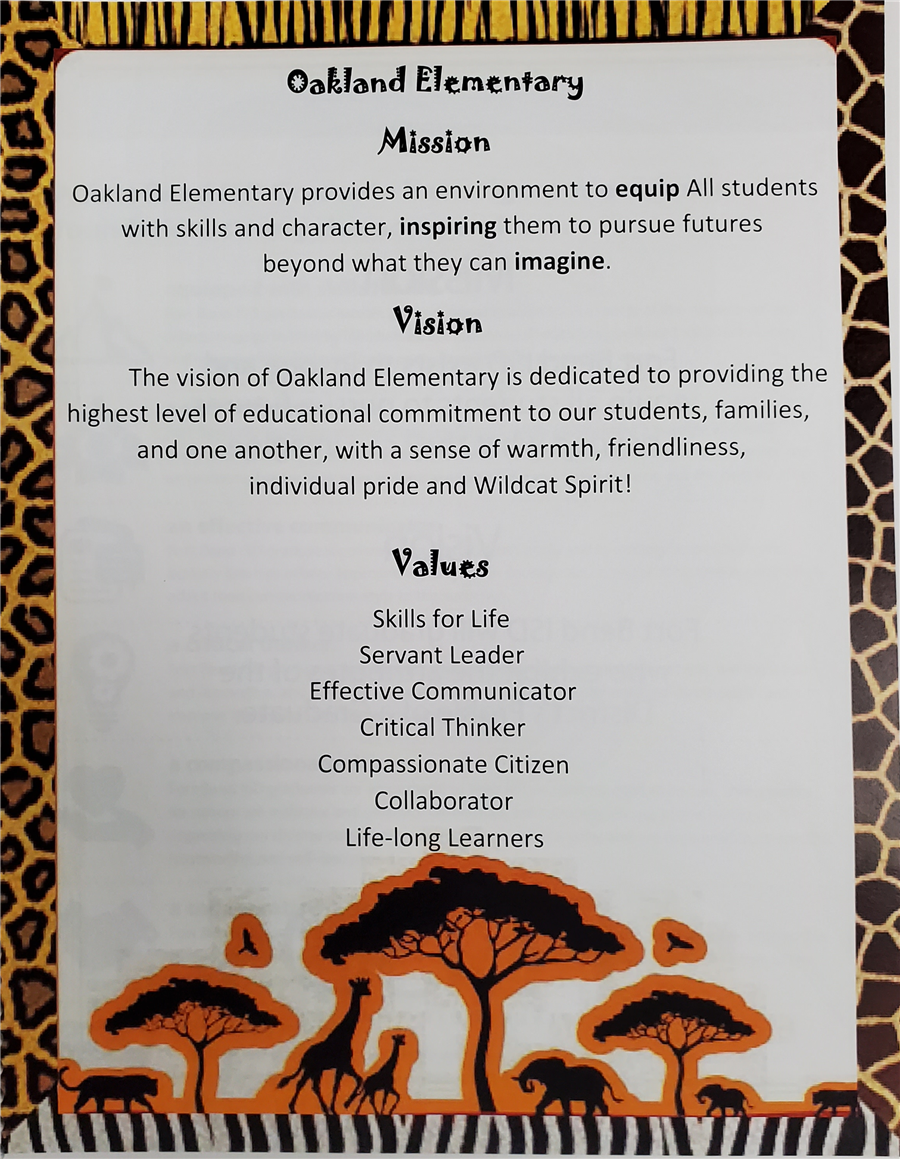 Oakland Elementary
Mission
Oakland Elementary provides an environment to equip All students
with skills and character, inspiring them to pursue futures
beyond what they can imagine.
Vision
The vision of Oakland Elementary is dedicated to providing the
highest level of educational commitment to our students, families,
and one another, with a sense of warmth, friendliness,
individual pride and Wildcat Spirit!
Values
Skills for Life
Servant Leader
Effective Communicator
Critical Thinker
Compassionate Citizen
Collaborator
Life-long Learners